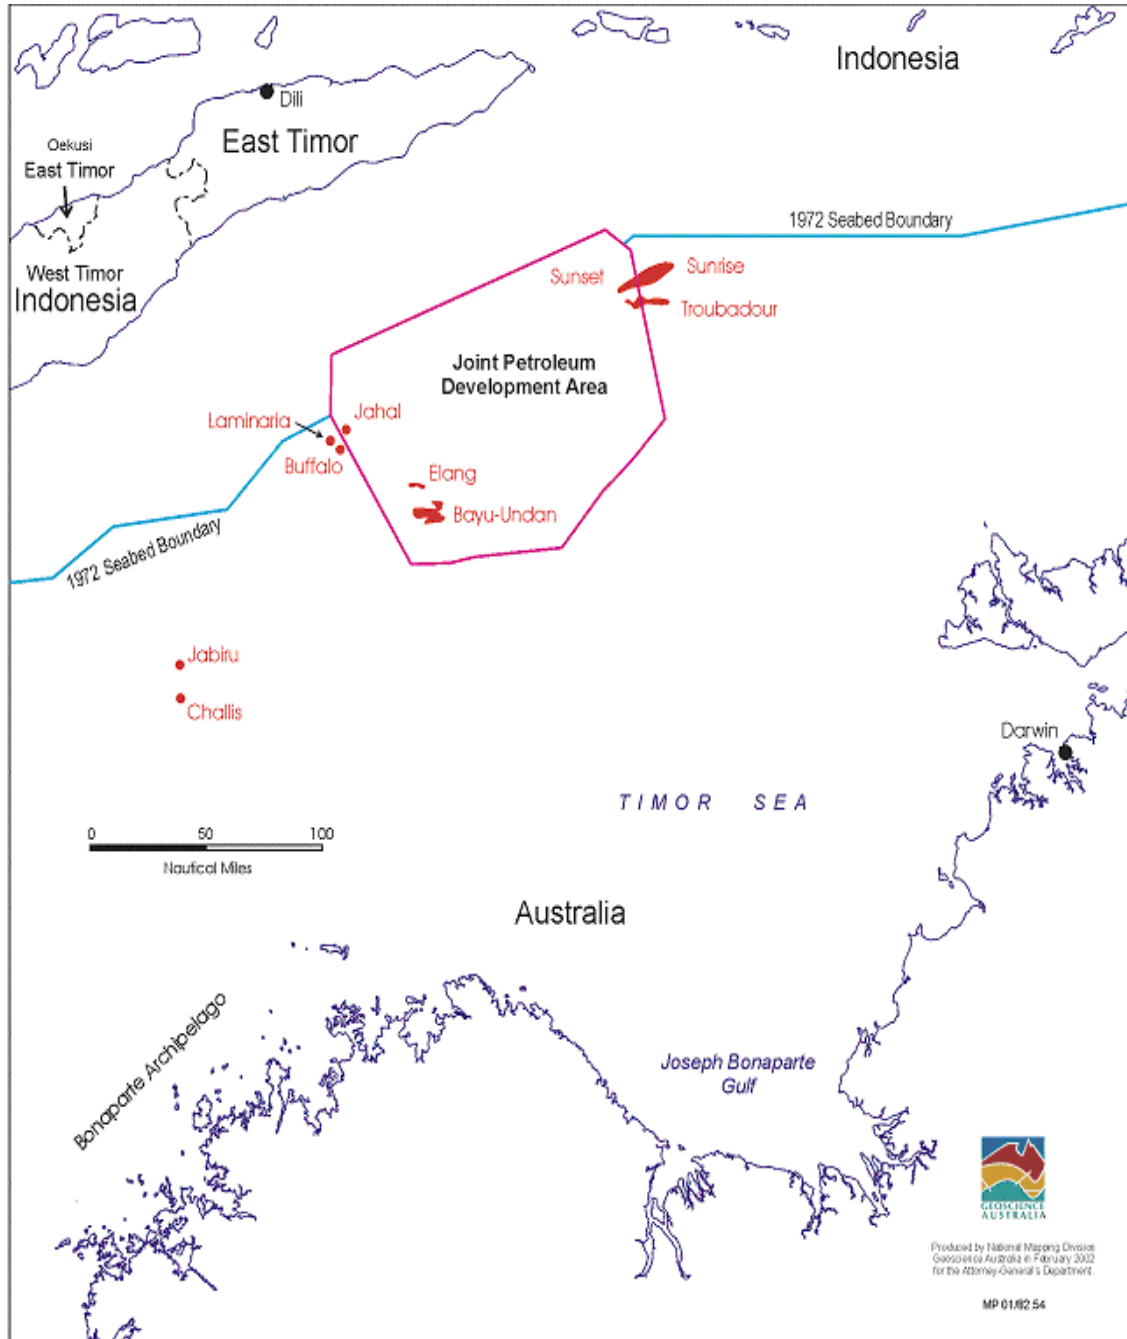 Indonesia
Dili
East Timor
Oekusi
East Timor
1972 Seabed Boundary
West Timor
Indonesia
Sunset
Sunrise
Troubadour
Joint Petroleum
Development Area
Laminaria
Jahal
Buffalo
Elang
Bayu-Undan
1972 Seabed Boundary
Jabiru
Challis
Darwin
TIMOR SEA
0 50 100
Nautical Miles
Australia
Bonaparte Archipelago
Joseph Bonaparte
Gulf
GEOSCIENCE
AUSTRALIA
Produced by National Mapping Division
Geoscience Australia in February 2002
for the Attorney-General's Department.
MP 01/82.54